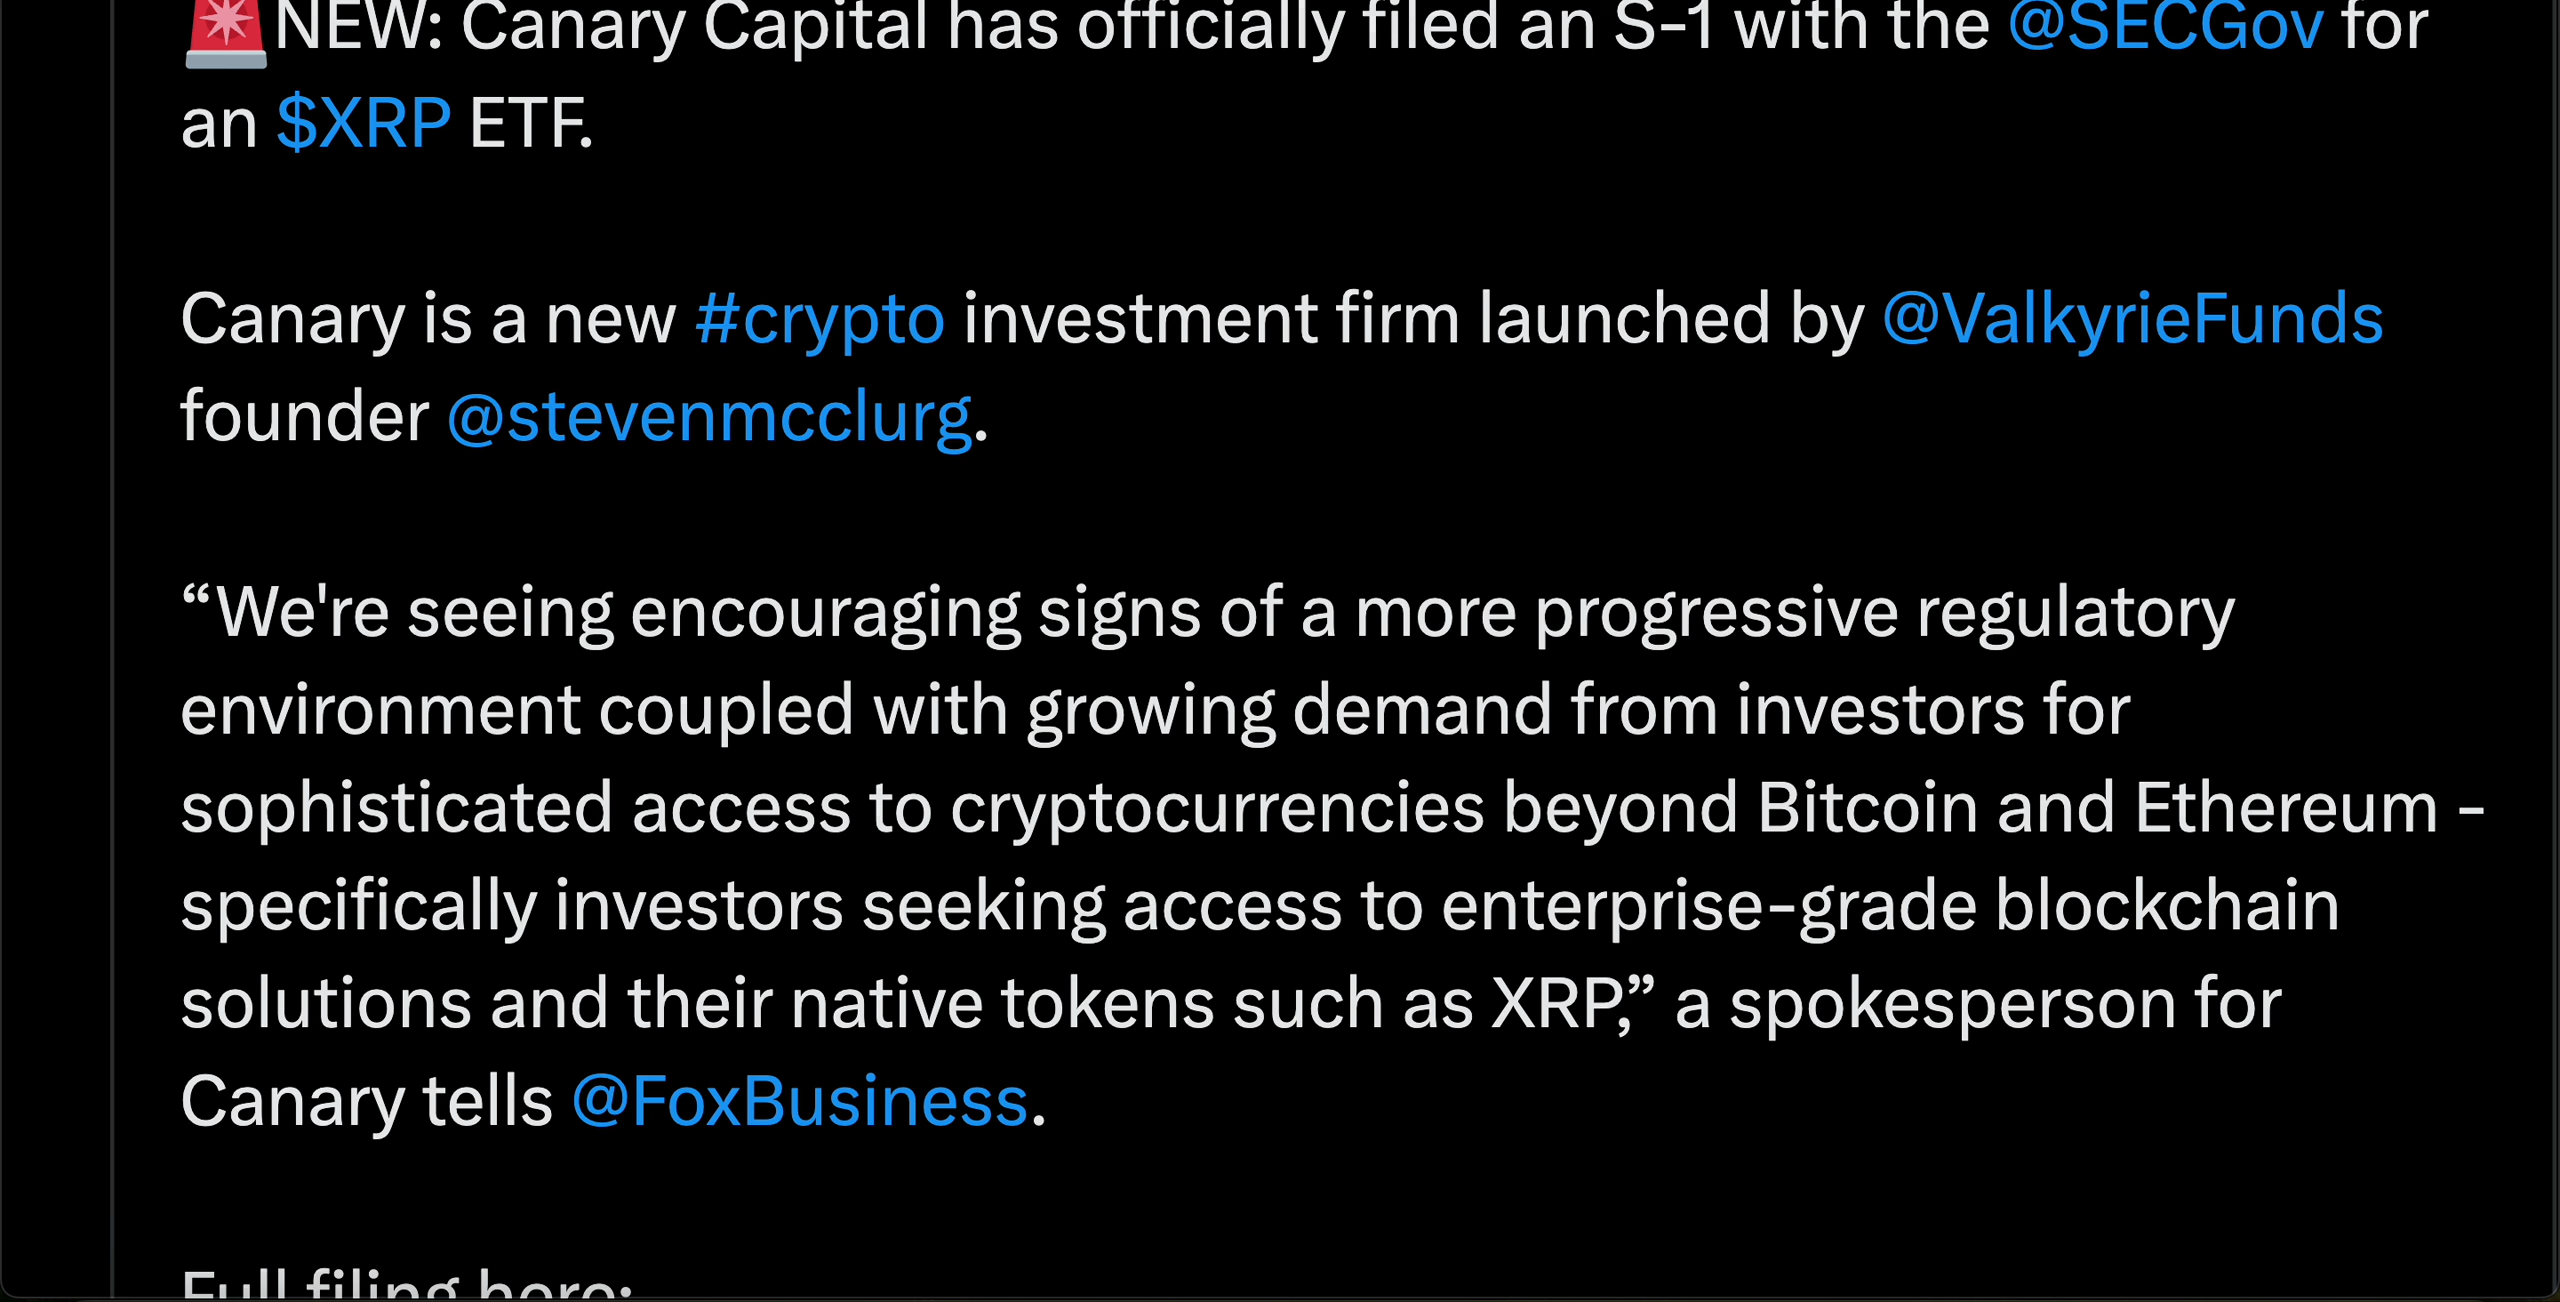 🚨NEW: Canary Capital has officially filed an S-1 with the @SECGov for
an $XRP ETF.
Canary is a new #crypto investment firm launched by @ValkyrieFunds
founder @stevenmcclurg.
“We're seeing encouraging signs of a more progressive regulatory
environment coupled with growing demand from investors for
sophisticated access to cryptocurrencies beyond Bitcoin and Ethereum -
specifically investors seeking access to enterprise-grade blockchain
solutions and their native tokens such as XRP,” a spokesperson for
Canary tells @FoxBusiness.
Full filing here: